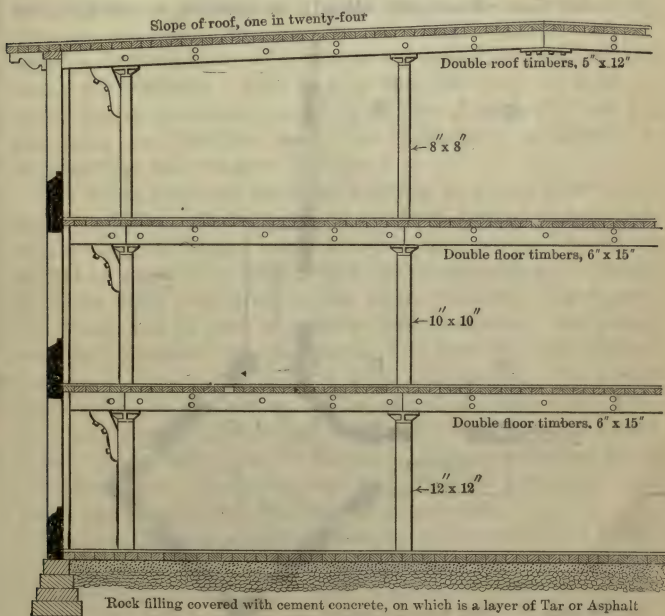 Slope of roof, one in twenty-four
Double roof timbers, 5" x 12"
8" x 8"
Double floor timbers, 6" x 15"
10" x 10"
Double floor timbers, 6" x 15"
12" x 12"
Rock filling covered with cement concrete, on which is a layer of Tar or Asphalt